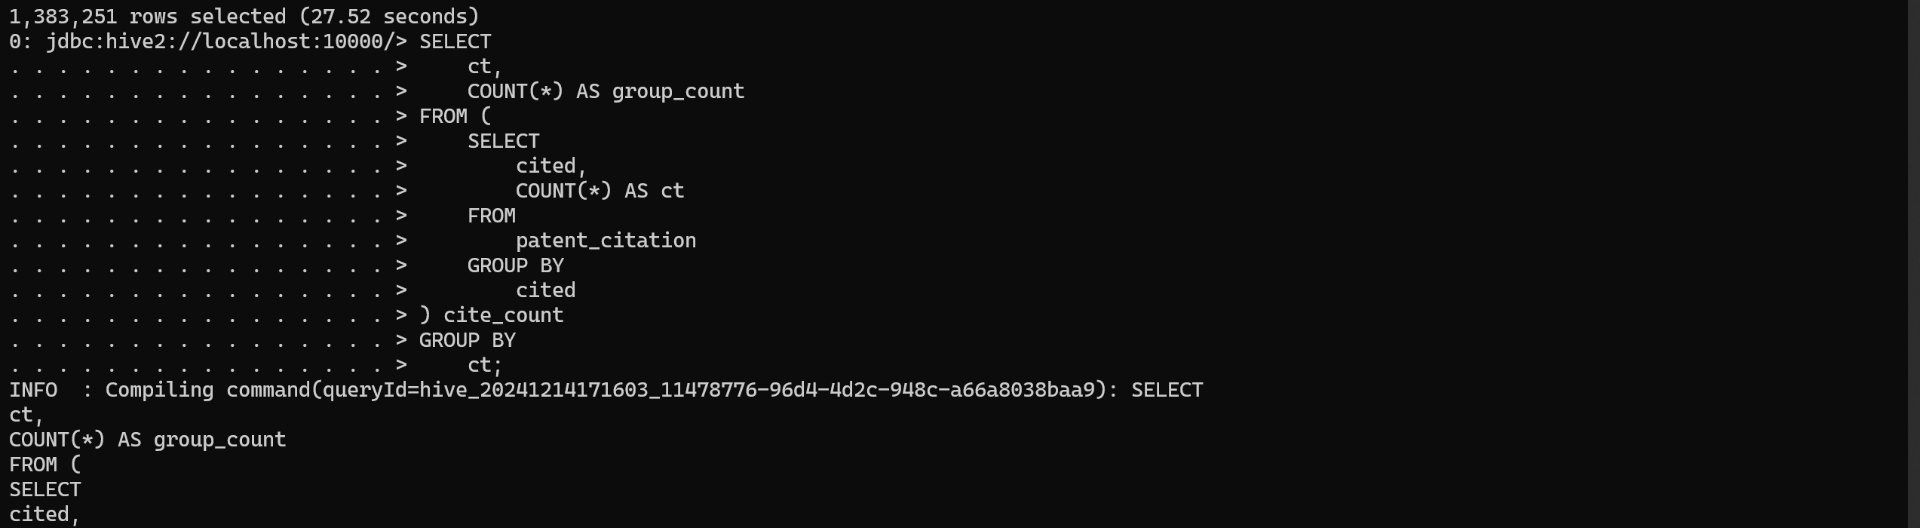 1,383,251 rows selected (27.52 seconds)
0: jdbc:hive2://localhost:10000/> SELECT
. . . . . . . . . . . . . . . . >     ct,
. . . . . . . . . . . . . . . . >     COUNT(*) AS group_count
. . . . . . . . . . . . . . . . > FROM (
. . . . . . . . . . . . . . . . >     SELECT
. . . . . . . . . . . . . . . . >         cited,
. . . . . . . . . . . . . . . . >         COUNT(*) AS ct
. . . . . . . . . . . . . . . . >     FROM
. . . . . . . . . . . . . . . . >         patent_citation
. . . . . . . . . . . . . . . . >     GROUP BY
. . . . . . . . . . . . . . . . >         cited
. . . . . . . . . . . . . . . . > ) cite_count
. . . . . . . . . . . . . . . . > GROUP BY
. . . . . . . . . . . . . . . . >     ct;
INFO  : Compiling command(queryId=hive_20241214171603_11478776-96d4-4d2c-948c-a66a8038baa9): SELECT
ct,
COUNT(*) AS group_count
FROM (
SELECT
cited,